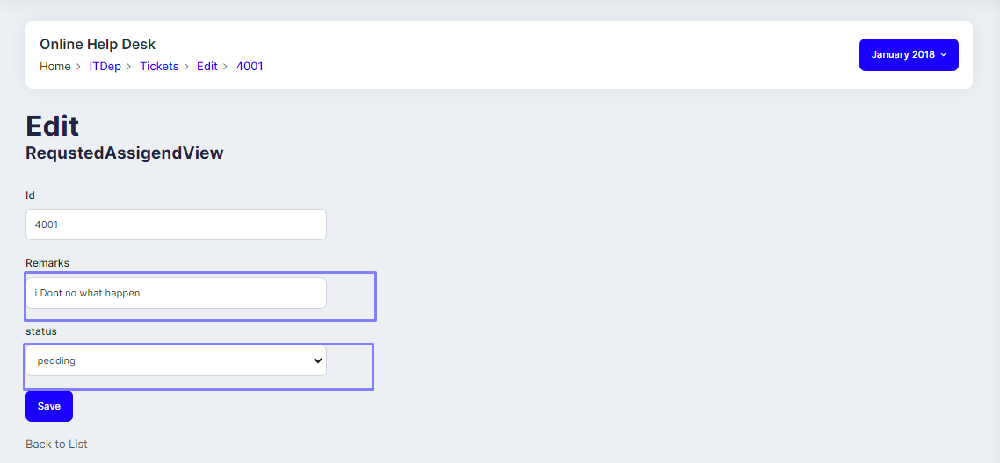 Online Help Desk
Home > ITDep > Tickets > Edit > 4001
January 2018
Edit
RequstedAssigendView
Id
4001
Remarks
i Dont no what happen
status
pedding
Save
Back to List